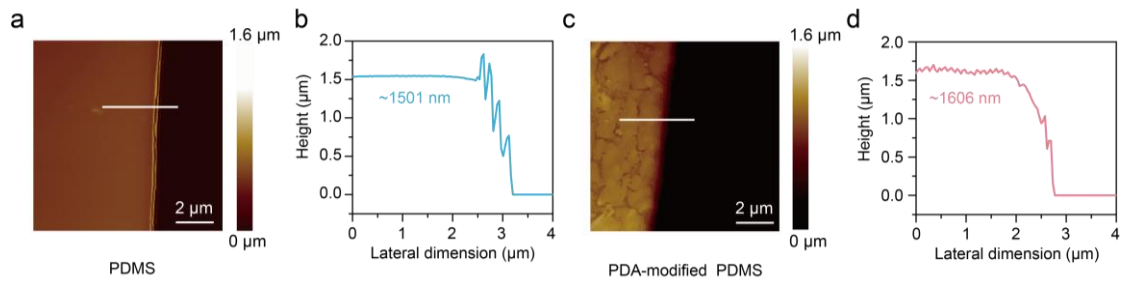 a
1.6 μm
2 μm
0 μm
PDMS
b
Height (μm)
2.0
1.5
1.0
0.5
0.0
~1501 nm
0 1 2 3 4
Lateral dimension (μm)
c
1.6 μm
2 μm
0 μm
PDA-modified PDMS
d
Height (μm)
2.0
1.5
1.0
0.5
0.0
~1606 nm
0 1 2 3 4
Lateral dimension (μm)